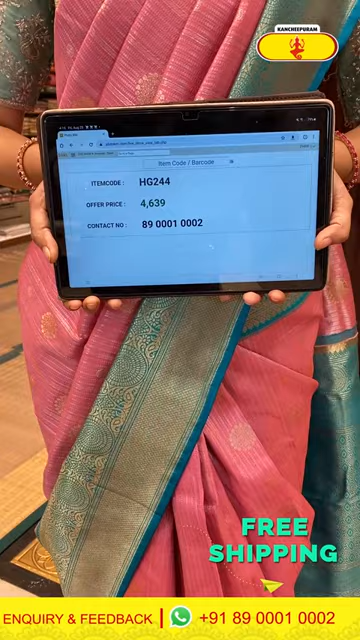 KANCHEEPURAM
Item Code / Barcode
ITEMCODE : HG244
OFFER PRICE : 4,639
CONTACT NO : 89 0001 0002
FREE
SHIPPING
ENQUIRY & FEEDBACK | +91 89 0001 0002